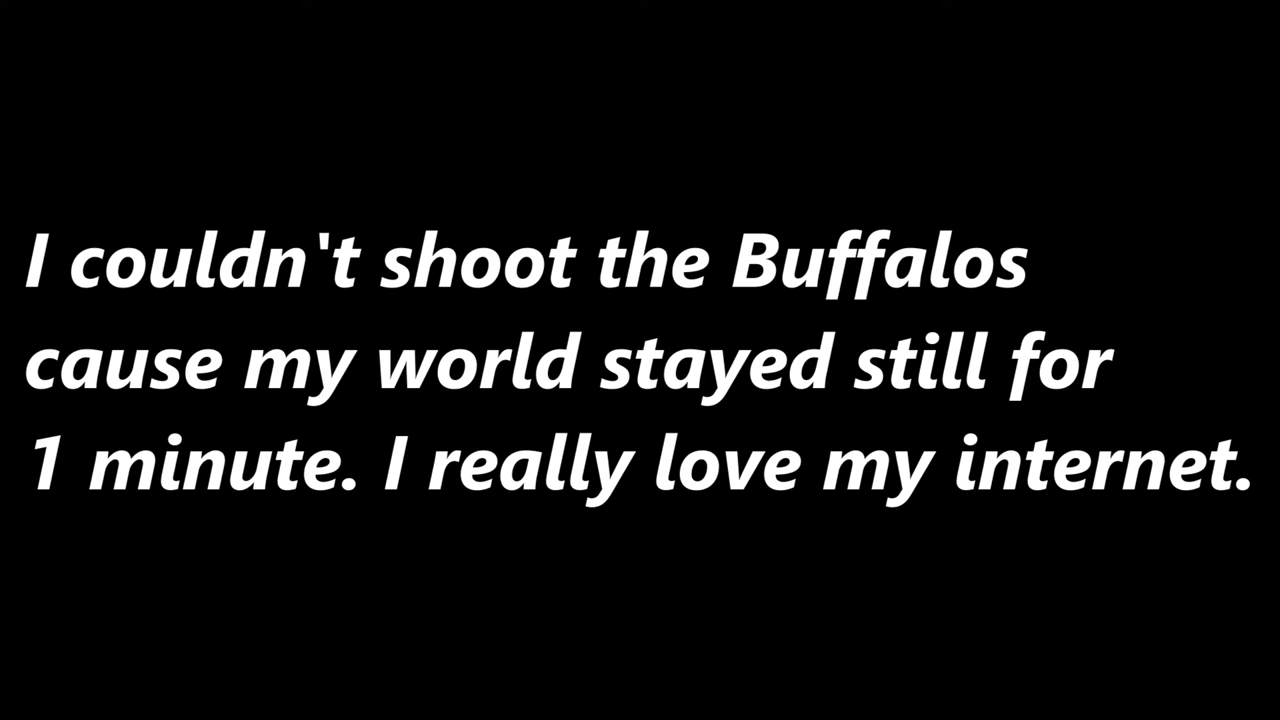 I couldn't shoot the Buffalos
cause my world stayed still for
1 minute. I really love my internet.